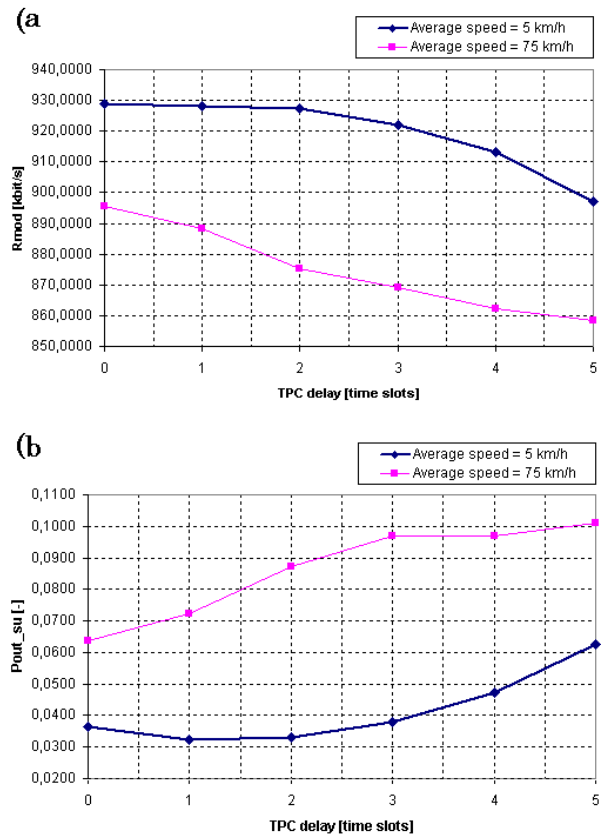 (a
Average speed = 5 km/h
Average speed = 75 km/h
940,0000
930,0000
920,0000
910,0000
900,0000
890,0000
880,0000
870,0000
860,0000
850,0000
Rmod [kbit/s]
0 1 2 3 4 5
TPC delay [time slots]
(b
Average speed = 5 km/h
Average speed = 75 km/h
0,1100
0,1000
0,0900
0,0800
0,0700
0,0600
0,0500
0,0400
0,0300
0,0200
Pout_su [-]
0 1 2 3 4 5
TPC delay [time slots]